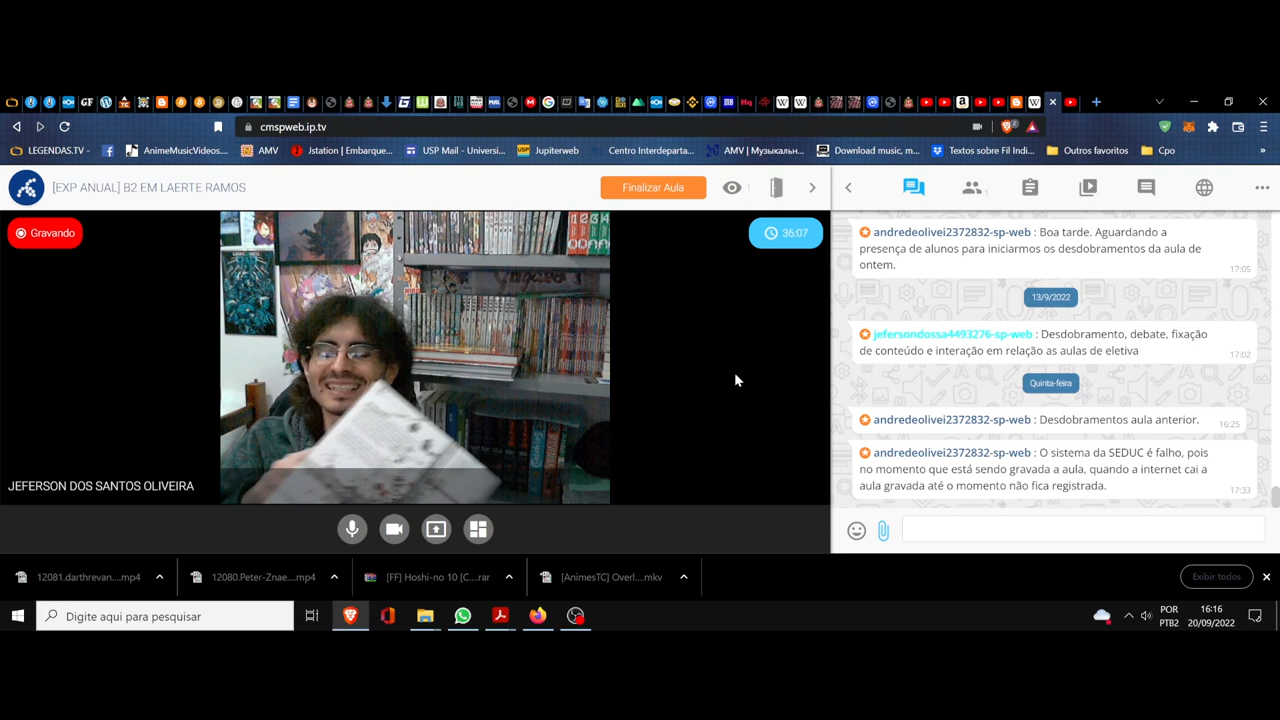 cmspweb.ip.tv
LEGENDAS.TV -
AnimeMusicVideos...
AMV
Jstation | Embarque...
USP Mail - Universi...
Jupiterweb
Centro Interdeparta...
AMV | Музыкальн...
Download music, m...
Textos sobre Fil Indi...
Outros favoritos
Cpo
[EXP ANUAL] B2 EM LAERTE RAMOS
Finalizar Aula
1
1
Gravando
36:07
JEFERSON DOS SANTOS OLIVEIRA
andredeolivei2372832-sp-web : Boa tarde. Aguardando a
presença de alunos para iniciarmos os desdobramentos da aula de
ontem.
17:05
13/9/2022
jefersondossa4493276-sp-web : Desdobramento, debate, fixação
de conteúdo e interação em relação as aulas de eletiva
17:02
Quinta-feira
andredeolivei2372832-sp-web : Desdobramentos aula anterior.
16:25
andredeolivei2372832-sp-web : O sistema da SEDUC é falho, pois
no momento que está sendo gravada a aula, quando a internet cai a
aula gravada até o momento não fica registrada.
17:33
12081.darthrevan....mp4
12080.Peter-Znae....mp4
[FF] Hoshi-no 10 [C....rar
[AnimesTC] Overl....mkv
Exibir todos
Digite aqui para pesquisar
POR
PTB2
16:16
20/09/2022